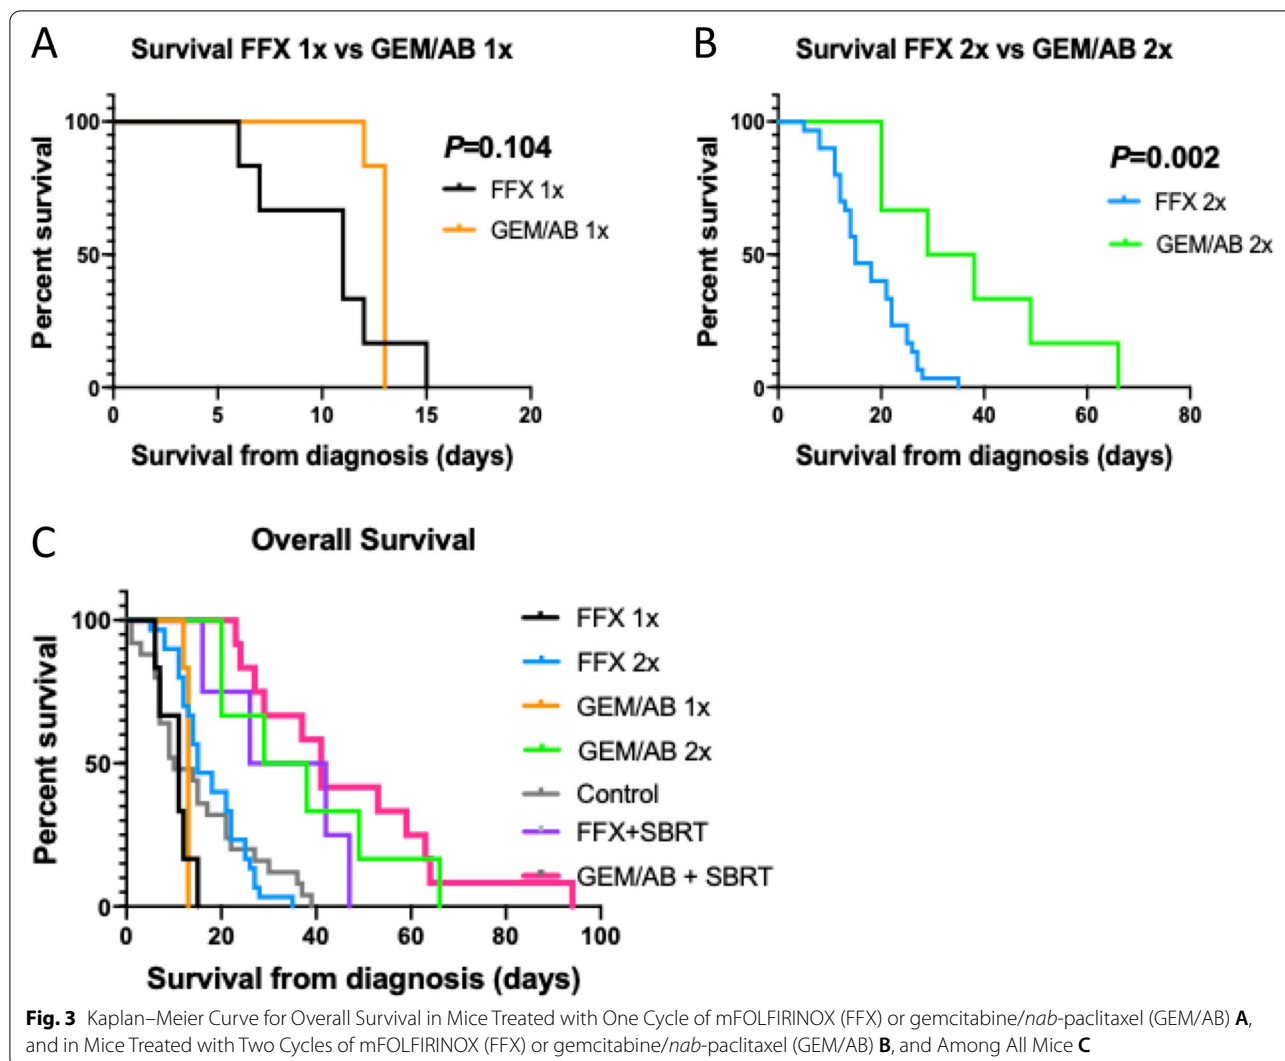 A
Survival FFX 1x vs GEM/AB 1x
Percent survival
100
50
0
P=0.104
FFX 1x
GEM/AB 1x
0 5 10 15 20
Survival from diagnosis (days)
B
Survival FFX 2x vs GEM/AB 2x
Percent survival
100
50
0
P=0.002
FFX 2x
GEM/AB 2x
0 20 40 60 80
Survival from diagnosis (days)
C
Overall Survival
Percent survival
100
50
0
FFX 1x
FFX 2x
GEM/AB 1x
GEM/AB 2x
Control
FFX+SBRT
GEM/AB + SBRT
0 20 40 60 80 100
Survival from diagnosis (days)
Fig. 3 Kaplan–Meier Curve for Overall Survival in Mice Treated with One Cycle of mFOLFIRINOX (FFX) or gemcitabine/nab-paclitaxel (GEM/AB) A,
and in Mice Treated with Two Cycles of mFOLFIRINOX (FFX) or gemcitabine/nab-paclitaxel (GEM/AB) B, and Among All Mice C